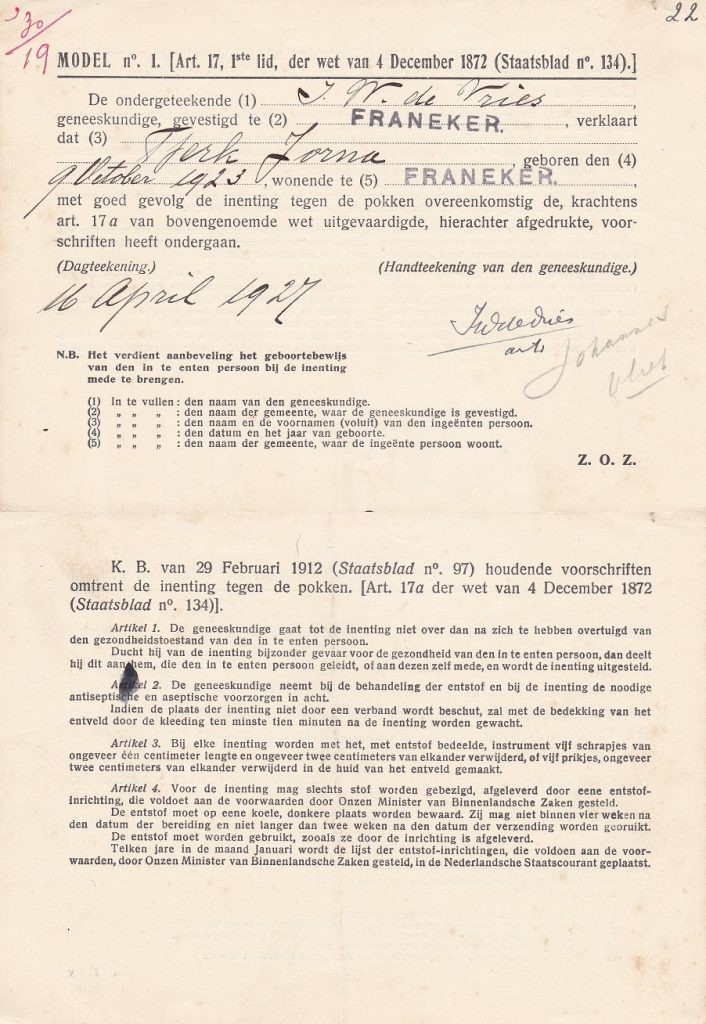 30/19
22
MODEL nº. 1. [Art. 17, 1ste lid, der wet van 4 December 1872 (Staatsblad nº. 134).]
De ondergeteekende (1) J. W. de Vries,
geneeskundige, gevestigd te (2) FRANEKER., verklaart
dat (3)
Tjerk Jorna, geboren den (4)
9 October 1923, wonende te (5) FRANEKER.,
met goed gevolg de inenting tegen de pokken overeenkomstig de, krachtens
art. 17a van bovengenoemde wet uitgevaardigde, hierachter afgedrukte, voor-
schriften heeft ondergaan.
(Dagteekening.) (Handteekening van den geneeskundige.)
16 April 1927
JWdeVries
arts
Johannes
Vliet
N.B. Het verdient aanbeveling het geboortebewijs
van den in te enten persoon bij de inenting
mede te brengen.
(1) In te vullen : den naam van den geneeskundige.
(2) „ „ „ : den naam der gemeente, waar de geneeskundige is gevestigd.
(3) „ „ „ : den naam en de voornamen (voluit) van den ingeënten persoon.
(4) „ „ „ : den datum en het jaar van geboorte.
(5) „ „ „ : den naam der gemeente, waar de ingeënte persoon woont.
Z. O. Z.
K. B. van 29 Februari 1912 (Staatsblad nº. 97) houdende voorschriften
omtrent de inenting tegen de pokken. [Art. 17a der wet van 4 December 1872
(Staatsblad nº. 134)].
Artikel 1. De geneeskundige gaat tot de inenting niet over dan na zich te hebben overtuigd van
den gezondheidstoestand van den in te enten persoon.
Ducht hij van de inenting bijzonder gevaar voor de gezondheid van den in te enten persoon, dan deelt
hij dit aan hem, die den in te enten persoon geleidt, of aan dezen zelf mede, en wordt de inenting uitgesteld.
Artikel 2. De geneeskundige neemt bij de behandeling der entstof en bij de inenting de noodige
antiseptische en aseptische voorzorgen in acht.
Indien de plaats der inenting niet door een verband wordt beschut, zal met de bedekking van het
entveld door de kleeding ten minste tien minuten na de inenting worden gewacht.
Artikel 3. Bij elke inenting worden met het, met entstof bedeelde, instrument vijf schrapjes van
ongeveer één centimeter lengte en ongeveer twee centimeters van elkander verwijderd, of vijf prikjes, ongeveer
twee centimeters van elkander verwijderd in de huid van het entveld gemaakt.
Artikel 4. Voor de inenting mag slechts stof worden gebezigd, afgeleverd door eene entstof-
inrichting, die voldoet aan de voorwaarden door Onzen Minister van Binnenlandsche Zaken gesteld.
De entstof moet op eene koele, donkere plaats worden bewaard. Zij mag niet binnen vier weken na
den datum der bereiding en niet langer dan twee weken na den datum der verzending worden gebruikt.
De entstof moet worden gebruikt, zooals ze door de inrichting is afgeleverd.
Telken jare in de maand Januari wordt de lijst der entstof-inrichtingen, die voldoen aan de voor-
waarden, door Onzen Minister van Binnenlandsche Zaken gesteld, in de Nederlandsche Staatscourant geplaatst.